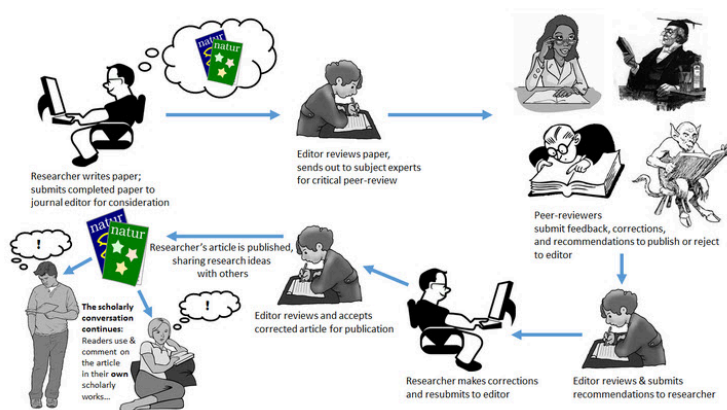 natur
natur
Researcher writes paper;
submits completed paper to
journal editor for consideration
Editor reviews paper,
sends out to subject experts
for critical peer-review
Peer-reviewers
submit feedback, corrections,
and recommendations to publish or reject
to editor
Editor reviews & submits
recommendations to researcher
Researcher makes corrections
and resubmits to editor
Editor reviews and accepts
corrected article for publication
Researcher's article is published,
sharing research ideas
with others
natur
natur
!
!
The scholarly
conversation
continues:
Readers use &
comment on
the article
in their own
scholarly
works...